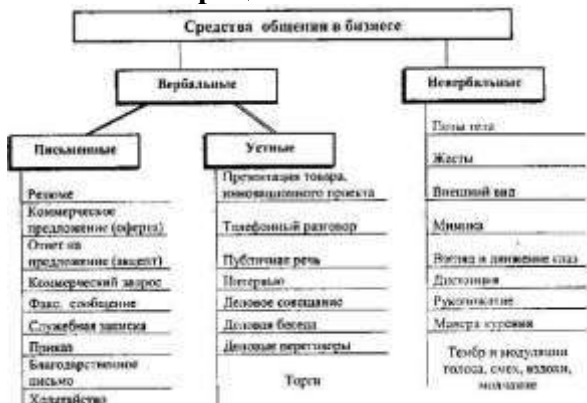 Средства общения в бизнесе
Вербальные
Невербальные
Письменные
Устные
Резюме
Коммерческое
предложение (оферта)
Ответ на
предложение (акцепт)
Коммерческий запрос
Факс. сообщение
Служебная записка
Приказ
Благодарственное
письмо
Ходатайство
Презентация товара,
инновационного проекта
Телефонный разговор
Публичная речь
Интервью
Деловое совещание
Деловая беседа
Деловые переговоры
Торги
Позы тела
Жесты
Внешний вид
Мимика
Взгляд и движение глаз
Дистанция
Рукопожатие
Манера курения
Тембр и модуляции
голоса, смех, вздохи,
молчание